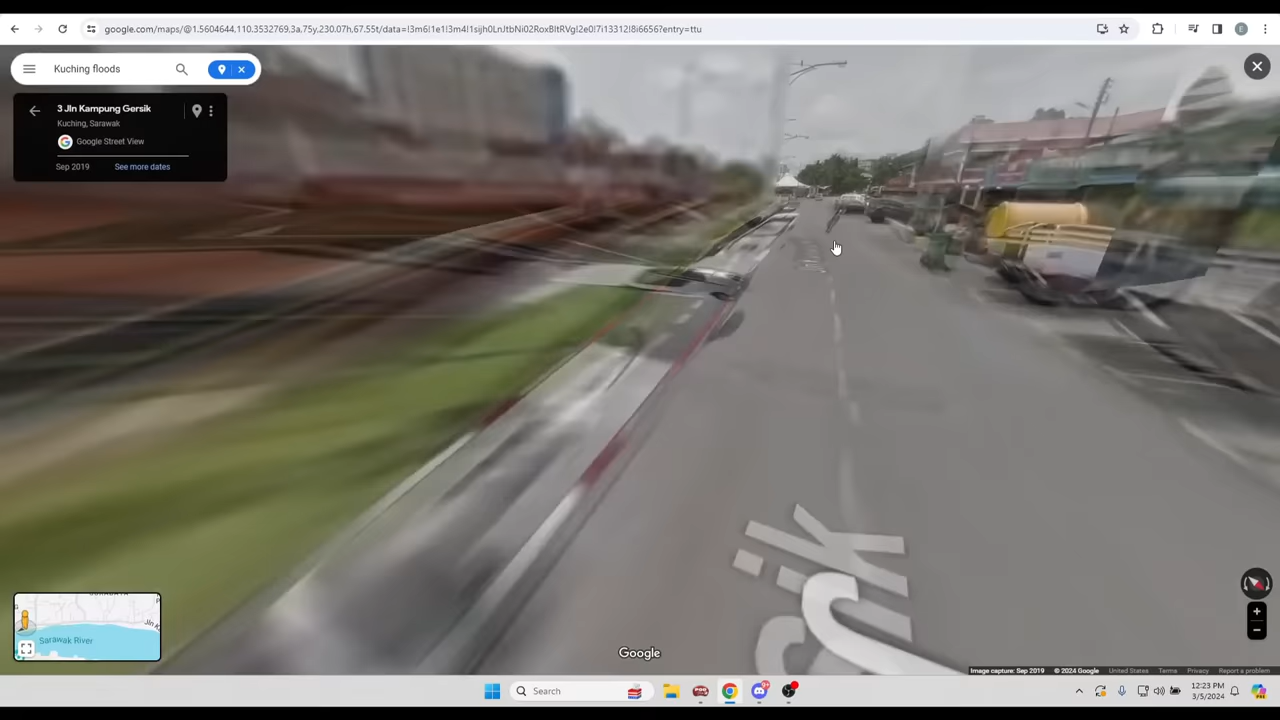 google.com/maps/@1.5604644,110.3532769,3a,75y,230.07h,67.55t/data=!3m6!1e1!3m4!1sijh0LnJtbNi02RoxBltRVg!2e0!7i13312!8i6656?entry=ttu
E
Kuching floods
3 Jln Kampung Gersik
Kuching, Sarawak
Google Street View
Sep 2019 See more dates
Sarawak River
Google
Image capture: Sep 2019 © 2024 Google United States Terms Privacy Report a problem
Search
12:23 PM
3/5/2024